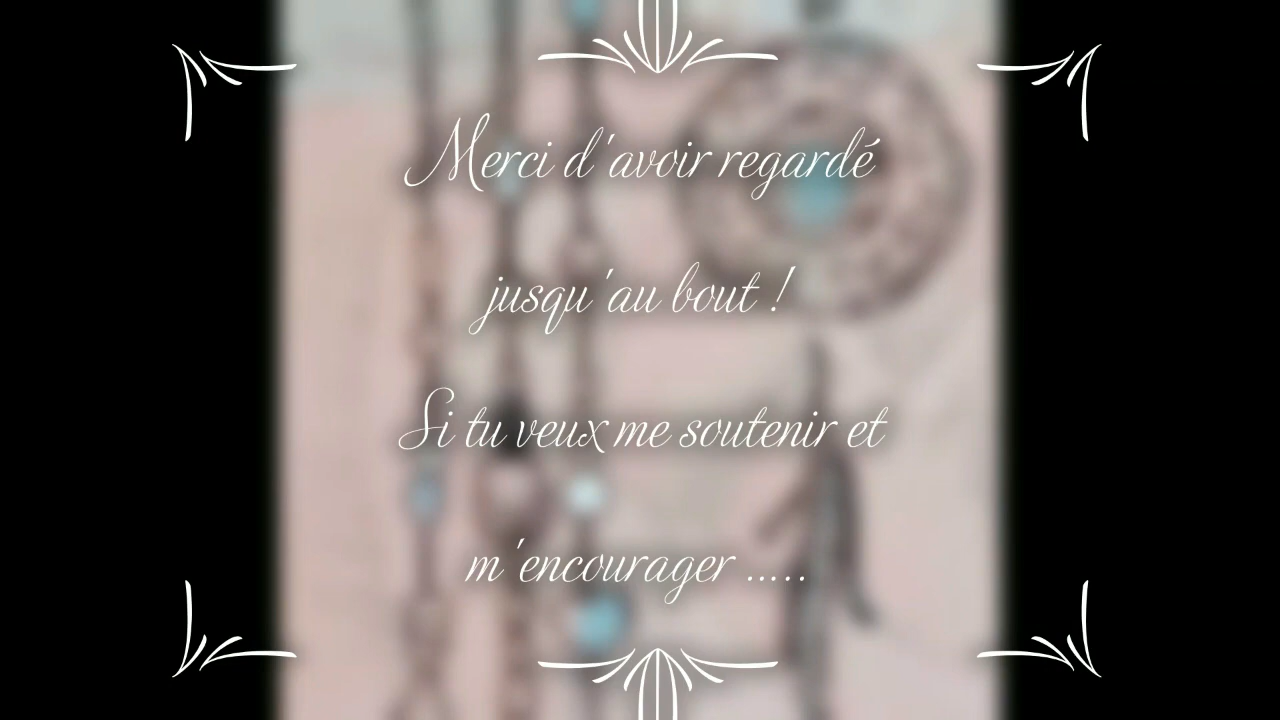 Merci d'avoir regardé
jusqu'au bout !
Si tu veux me soutenir et
m'encourager .....